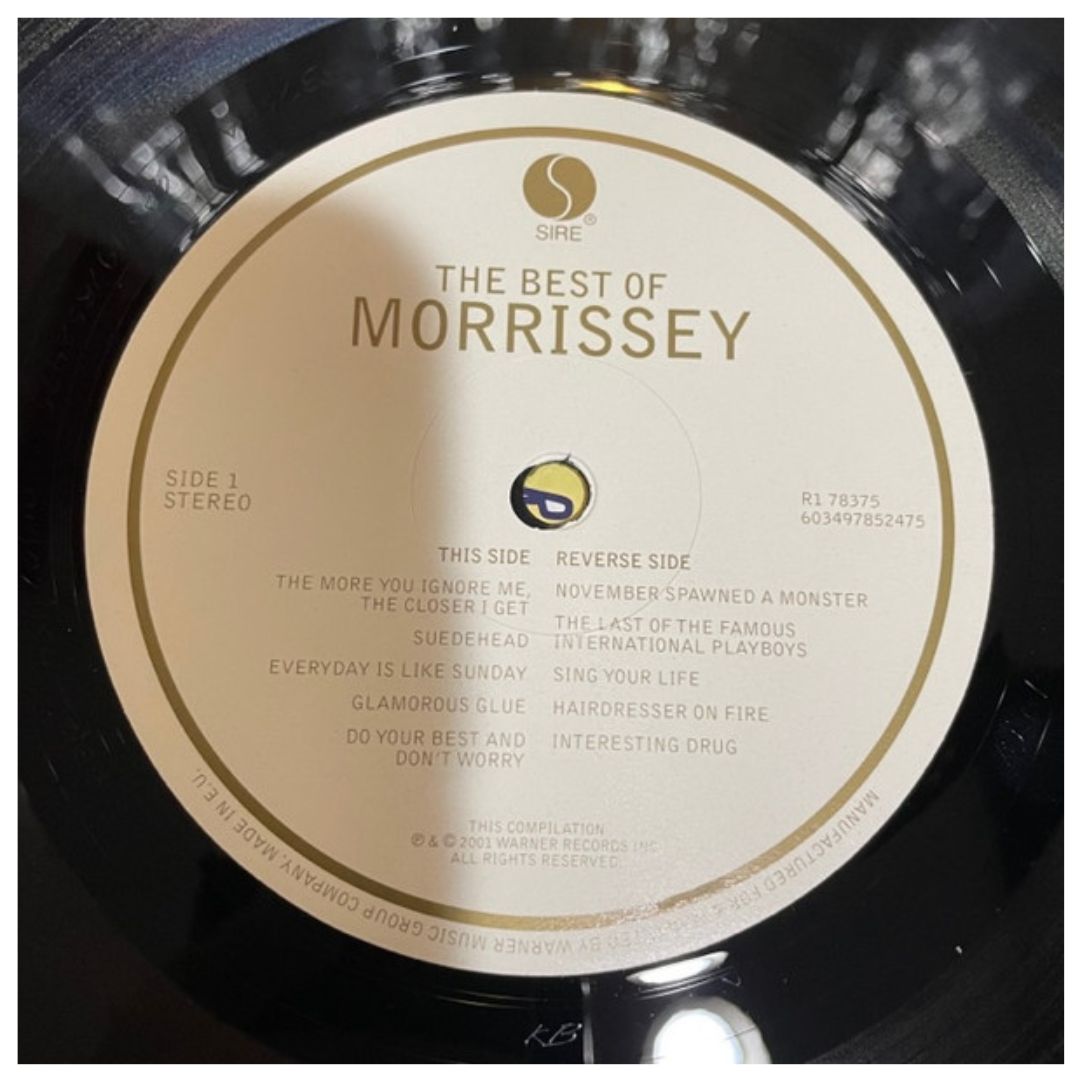 SIRE®
THE BEST OF
MORRISSEY
SIDE 1
STEREO
R1 78375
603497852475
THIS SIDE
THE MORE YOU IGNORE ME,
THE CLOSER I GET
SUEDEHEAD
EVERYDAY IS LIKE SUNDAY
GLAMOROUS GLUE
DO YOUR BEST AND
DON'T WORRY
REVERSE SIDE
NOVEMBER SPAWNED A MONSTER
THE LAST OF THE FAMOUS
INTERNATIONAL PLAYBOYS
SING YOUR LIFE
HAIRDRESSER ON FIRE
INTERESTING DRUG
THIS COMPILATION
℗ & © 2001 WARNER RECORDS INC.
ALL RIGHTS RESERVED.
MANUFACTURED FOR & BY WARNER MUSIC GROUP COMPANY, MADE IN E.U.
KB